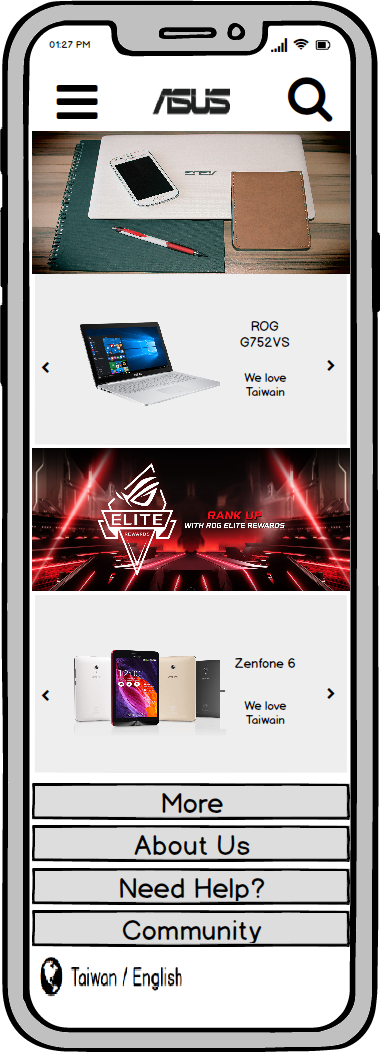 01:27 PM
ASUS
ASUS
ROG
G752VS
We love
Taiwain
ELITE
REWARDS
RANK UP
WITH ROG ELITE REWARDS
Zenfone 6
We love
Taiwain
More
About Us
Need Help?
Community
Taiwan / English